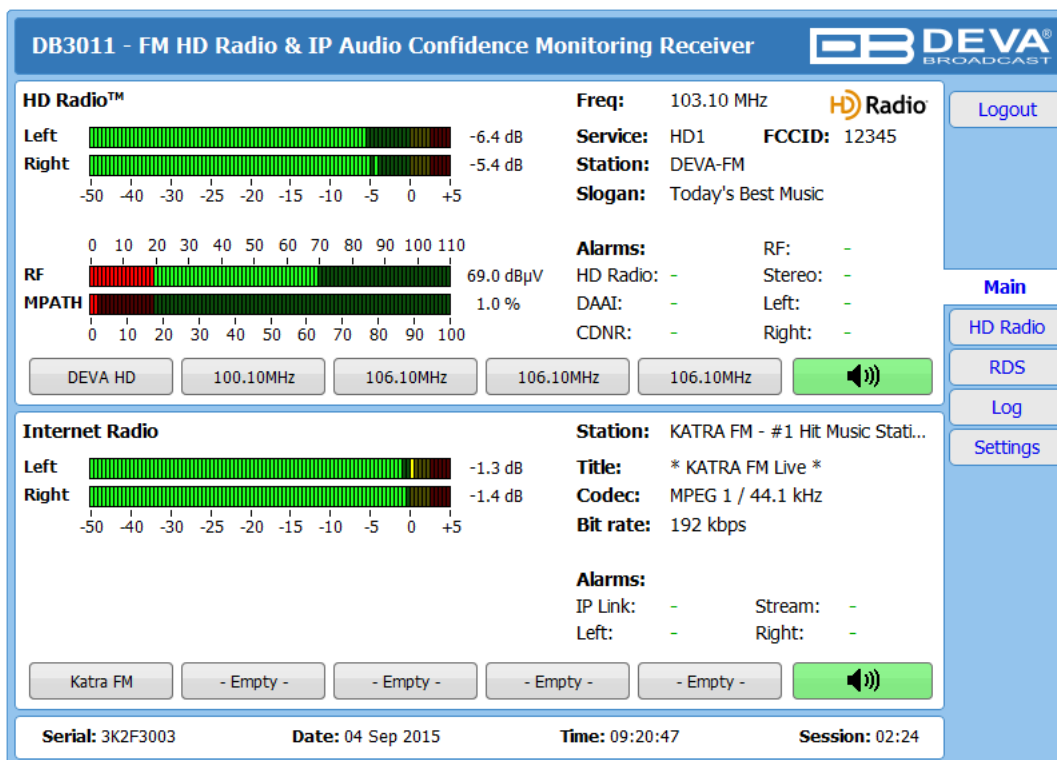 DB3011 - FM HD Radio & IP Audio Confidence Monitoring Receiver DB DEVA®
BROADCAST
HD Radio™ Freq: 103.10 MHz HD Radio Logout
Left -6.4 dB Service: HD1 FCCID: 12345
Right -5.4 dB Station: DEVA-FM
-50 -40 -30 -25 -20 -15 -10 -5 0 +5 Slogan: Today's Best Music
0 10 20 30 40 50 60 70 80 90 100 110 Alarms: RF: -
RF 69.0 dBµV HD Radio: - Stereo: - Main
MPATH 1.0 % DAAI: - Left: -
0 10 20 30 40 50 60 70 80 90 100 CDNR: - Right: - HD Radio
DEVA HD 100.10MHz 106.10MHz 106.10MHz 106.10MHz RDS
Log
Internet Radio Station: KATRA FM - #1 Hit Music Stati... Settings
Left -1.3 dB Title: * KATRA FM Live *
Right -1.4 dB Codec: MPEG 1 / 44.1 kHz
-50 -40 -30 -25 -20 -15 -10 -5 0 +5 Bit rate: 192 kbps
Alarms:
IP Link: - Stream: -
Left: - Right: -
Katra FM - Empty - - Empty - - Empty - - Empty -
Serial: 3K2F3003 Date: 04 Sep 2015 Time: 09:20:47 Session: 02:24